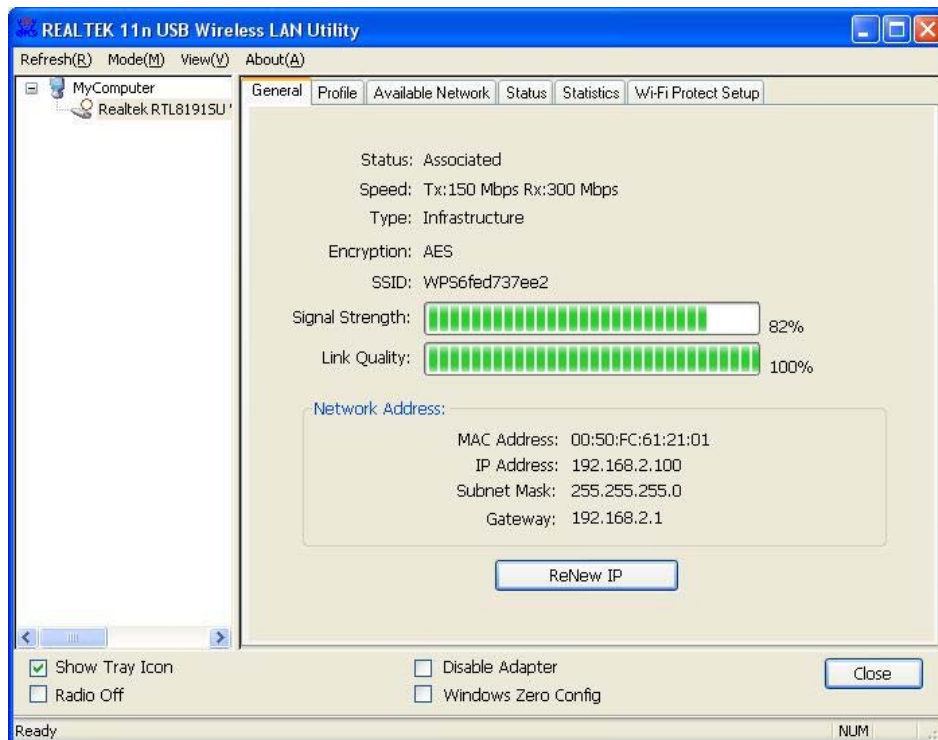 REALTEK 11n USB Wireless LAN Utility
Refresh(R) Mode(M) View(V) About(A)
MyComputer
Realtek RTL8191SU
General Profile Available Network Status Statistics Wi-Fi Protect Setup
Status: Associated
Speed: Tx:150 Mbps Rx:300 Mbps
Type: Infrastructure
Encryption: AES
SSID: WPS6fed737ee2
Signal Strength: 82%
Link Quality: 100%
Network Address:
MAC Address: 00:50:FC:61:21:01
IP Address: 192.168.2.100
Subnet Mask: 255.255.255.0
Gateway: 192.168.2.1
ReNew IP
Show Tray Icon
Radio Off
Disable Adapter
Windows Zero Config
Close
Ready
NUM